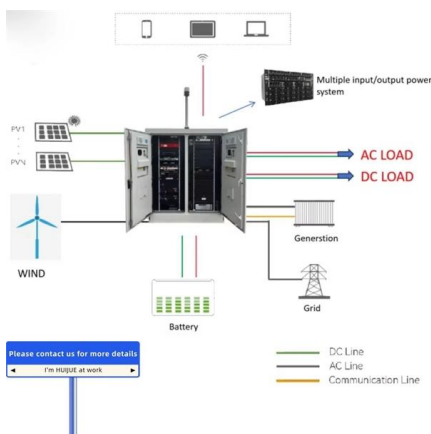 Multiple input/output power
system
PV1
PVN
AC LOAD
DC LOAD
Generstion
WIND
Grid
Battery
Please contact us for more details
I'm HUIJUE at work
DC Line
AC Line
Communication Line